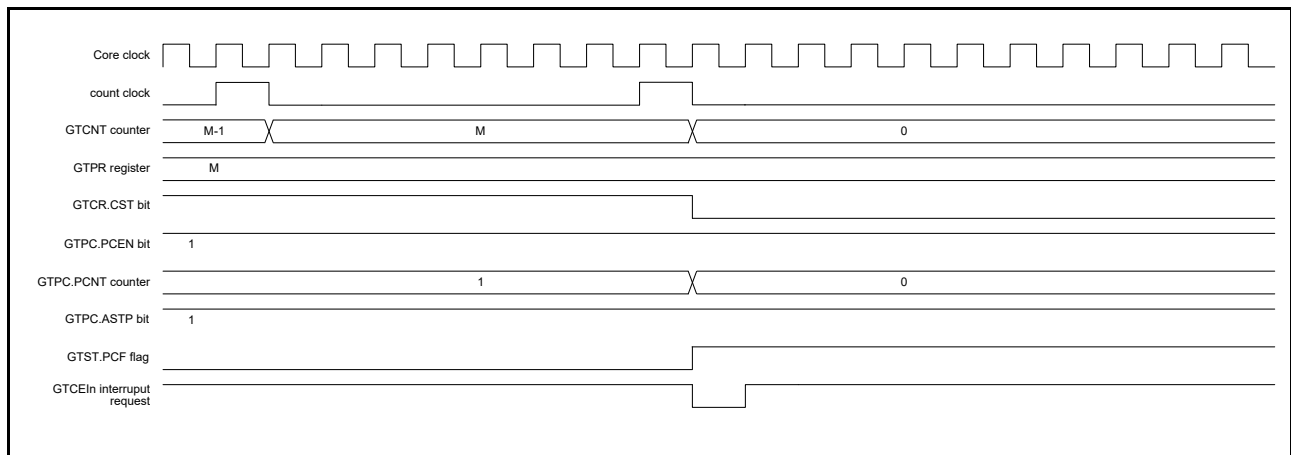 Core clock
count clock
GTCNT counter M-1 M 0
GTPR register M
GTCR.CST bit
GTPC.PCEN bit 1
GTPC.PCNT counter 1 0
GTPC.ASTP bit 1
GTST.PCF flag
GTCEIn interruput
request